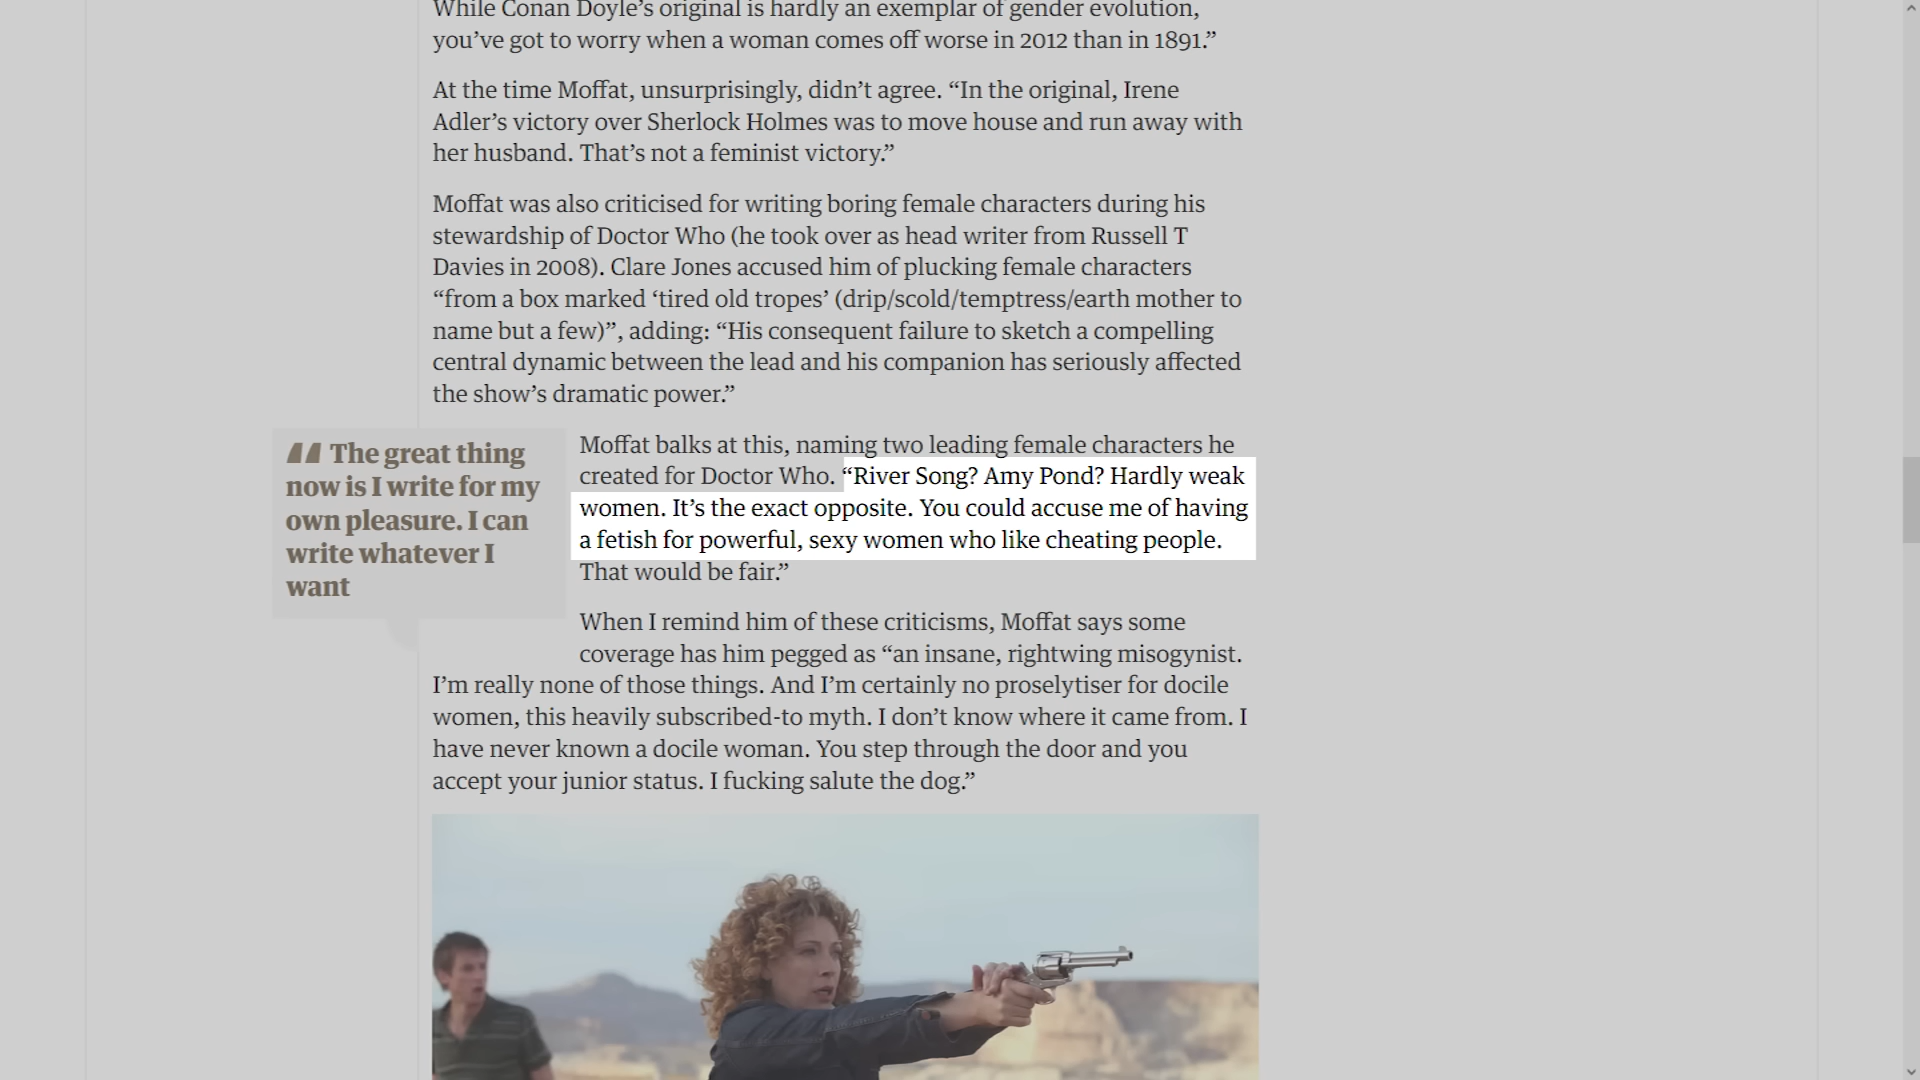 While Conan Doyle’s original is hardly an exemplar of gender evolution,
you’ve got to worry when a woman comes off worse in 2012 than in 1891.”
At the time Moffat, unsurprisingly, didn’t agree. “In the original, Irene
Adler’s victory over Sherlock Holmes was to move house and run away with
her husband. That’s not a feminist victory.”
Moffat was also criticised for writing boring female characters during his
stewardship of Doctor Who (he took over as head writer from Russell T
Davies in 2008). Clare Jones accused him of plucking female characters
“from a box marked ‘tired old tropes’ (drip/scold/temptress/earth mother to
name but a few)”, adding: “His consequent failure to sketch a compelling
central dynamic between the lead and his companion has seriously affected
the show’s dramatic power.”
“ The great thing
now is I write for my
own pleasure. I can
write whatever I
want
Moffat balks at this, naming two leading female characters he
created for Doctor Who. “River Song? Amy Pond? Hardly weak
women. It’s the exact opposite. You could accuse me of having
a fetish for powerful, sexy women who like cheating people.
That would be fair.”
When I remind him of these criticisms, Moffat says some
coverage has him pegged as “an insane, rightwing misogynist.
I’m really none of those things. And I’m certainly no proselytiser for docile
women, this heavily subscribed-to myth. I don’t know where it came from. I
have never known a docile woman. You step through the door and you
accept your junior status. I fucking salute the dog.”